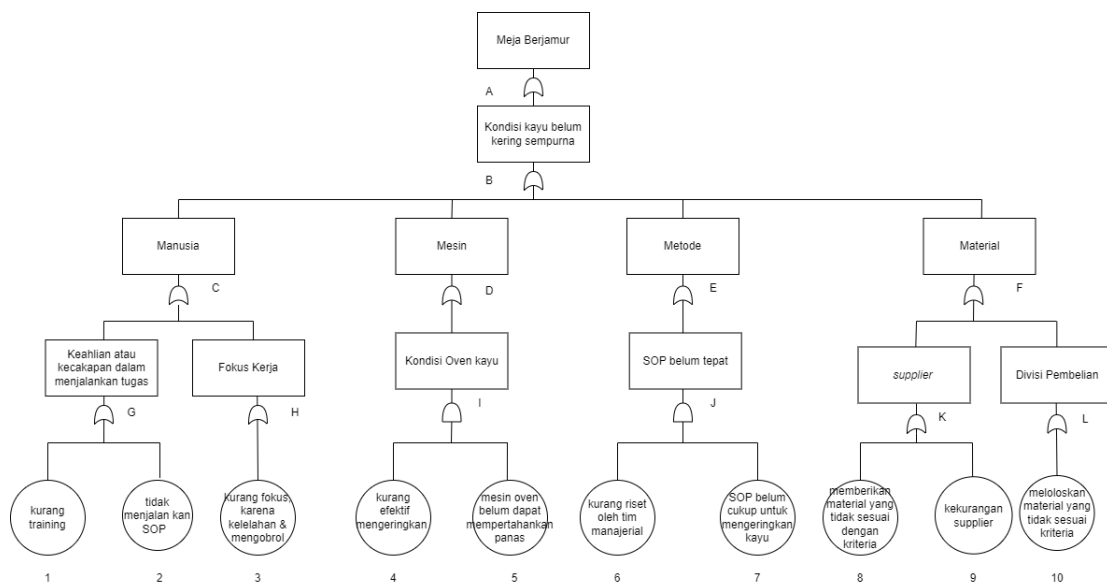 Meja Berjamur
A
Kondisi kayu belum
kering sempurna
B
Manusia
Mesin
Metode
Material
C
D
E
F
Keahlian atau
kecakapan dalam
menjalankan tugas
Fokus Kerja
Kondisi Oven kayu
SOP belum tepat
supplier
Divisi Pembelian
G
H
I
J
K
L
kurang
training
tidak
menjalan kan
SOP
kurang fokus,
karena
kelelahan &
mengobrol
kurang
efektif
mengeringkan
mesin oven
belum dapat
mempertahankan
panas
kurang riset
oleh tim
manajerial
SOP belum
cukup untuk
mengeringkan
kayu
memberikan
material yang
tidak sesuai
dengan
kriteria
kekurangan
supplier
meloloskan
material yang
tidak sesuai
kriteria
1
2
3
4
5
6
7
8
9
10